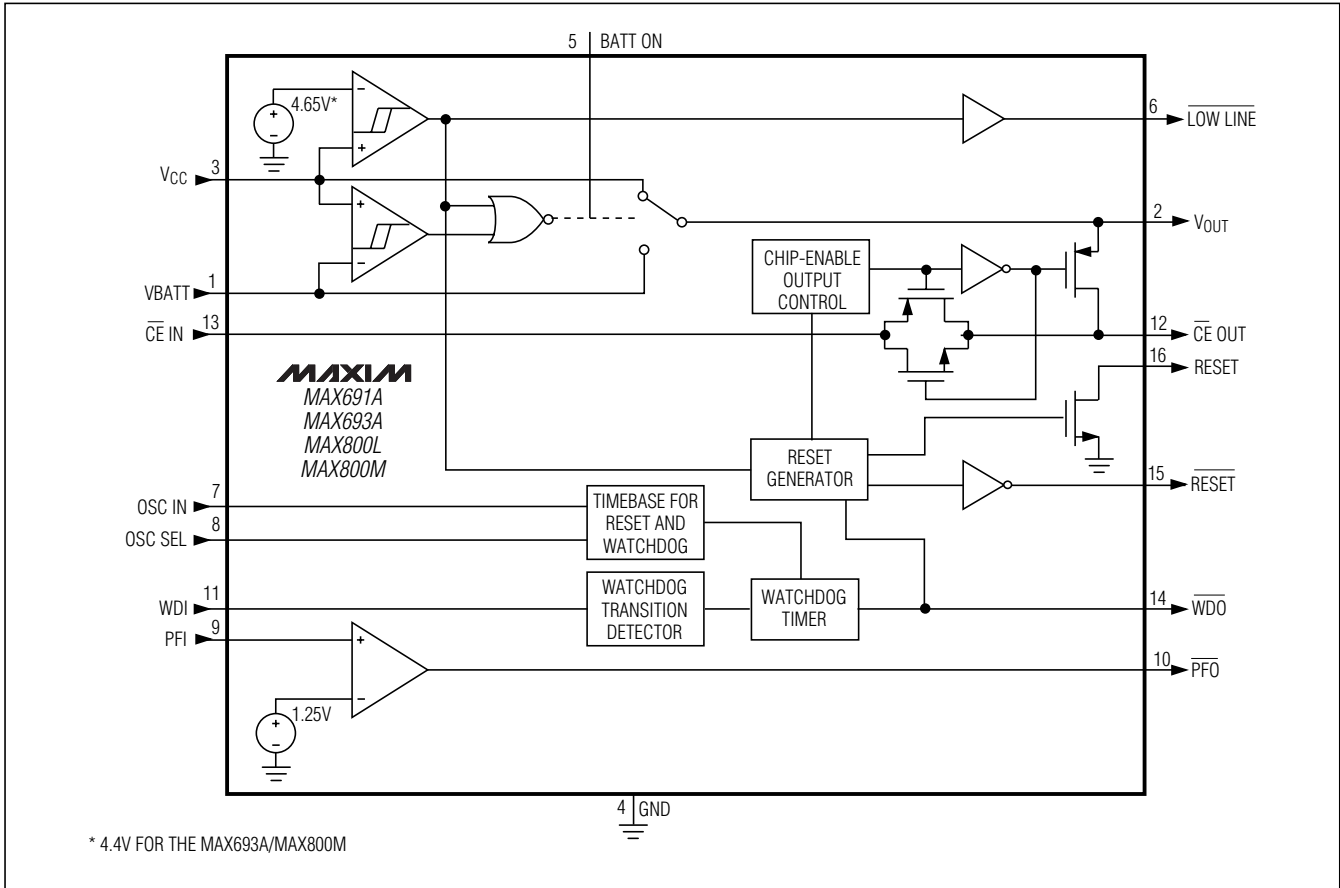 5 BATT ON
4.65V*
6 LOW LINE
3
VCC
2 VOUT
CHIP-ENABLE
OUTPUT
CONTROL
1
VBATT
13
CE IN
12 CE OUT
16 RESET
MAXIM
MAX691A
MAX693A
MAX800L
MAX800M
RESET
GENERATOR
15 RESET
7
OSC IN
8
OSC SEL
TIMEBASE FOR
RESET AND
WATCHDOG
11
WDI
WATCHDOG
TRANSITION
DETECTOR
WATCHDOG
TIMER
14 WDO
9
PFI
10 PFO
1.25V
4 GND
* 4.4V FOR THE MAX693A/MAX800M